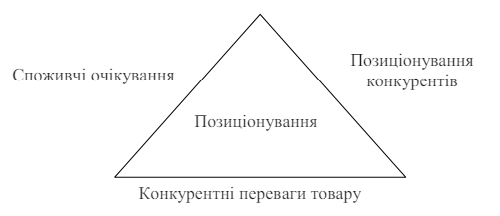 Споживчі очікування
Позиціонування
конкурентів
Позиціонування
Конкурентні переваги товару